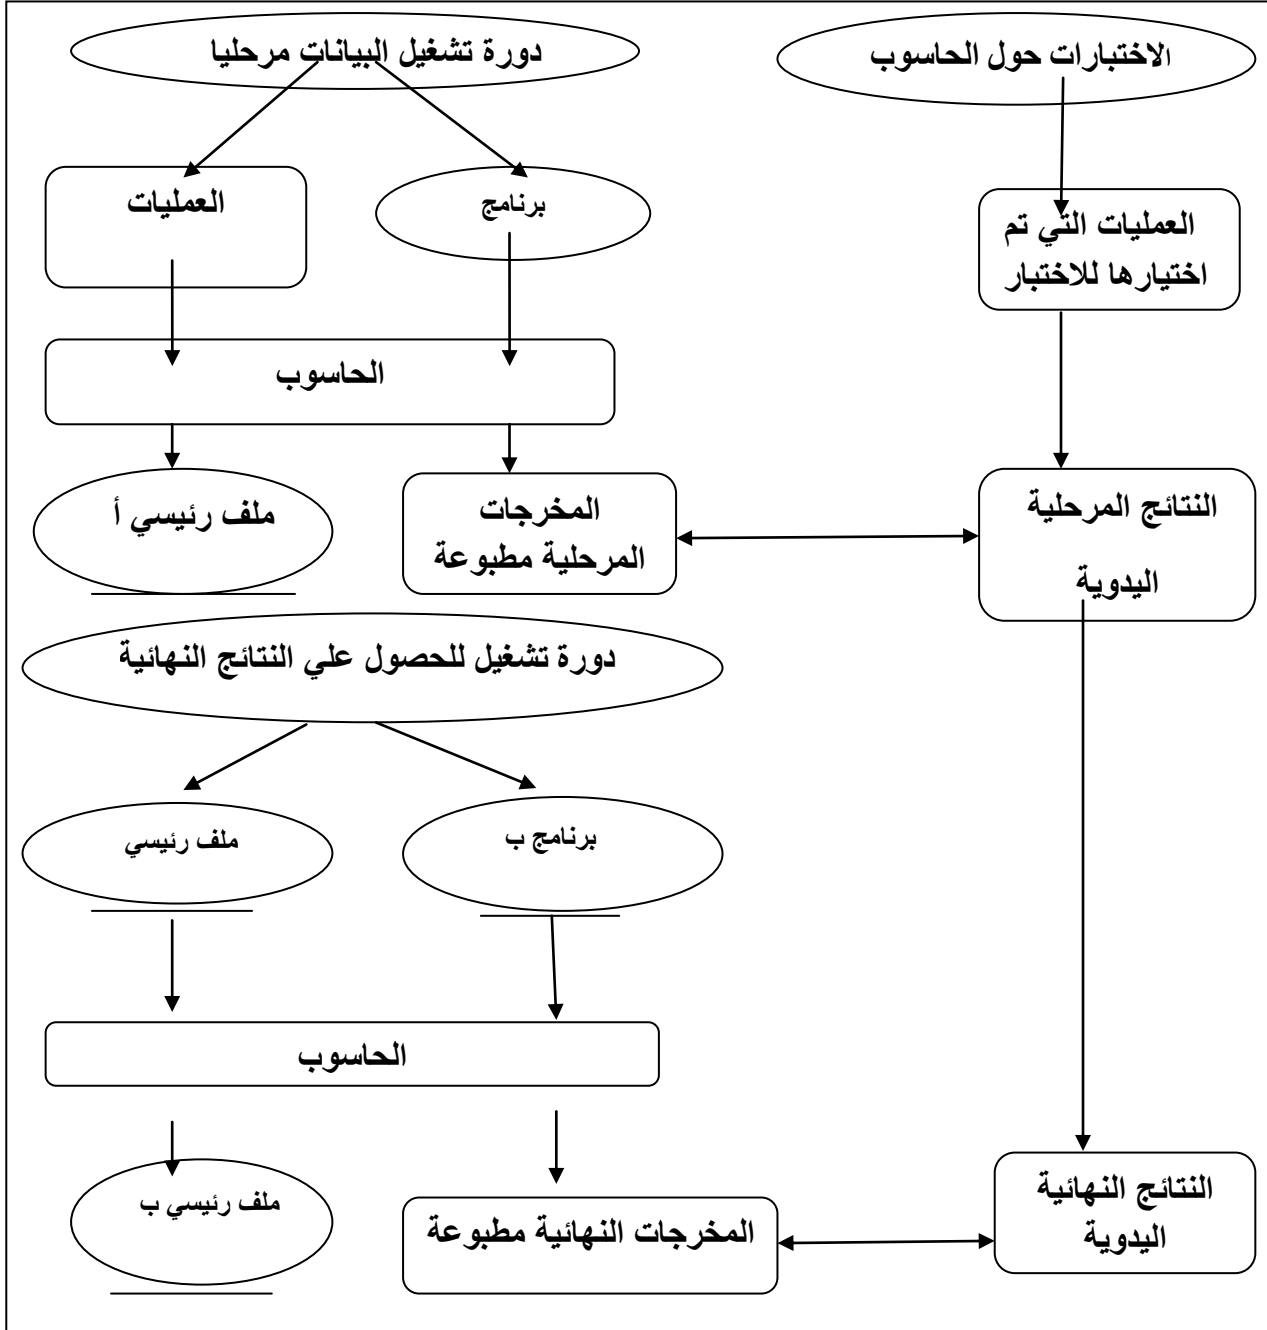 الاختبارات حول الحاسوب
دورة تشغيل البيانات مرحليا
العمليات التي تم
اختيارها للاختبار
برنامج
العمليات
الحاسوب
النتائج المرحلية
اليدوية
المخرجات
المرحلية مطبوعة
ملف رئيسي أ
دورة تشغيل للحصول علي النتائج النهائية
برنامج ب
ملف رئيسي
الحاسوب
النتائج النهائية
اليدوية
المخرجات النهائية مطبوعة
ملف رئيسي ب